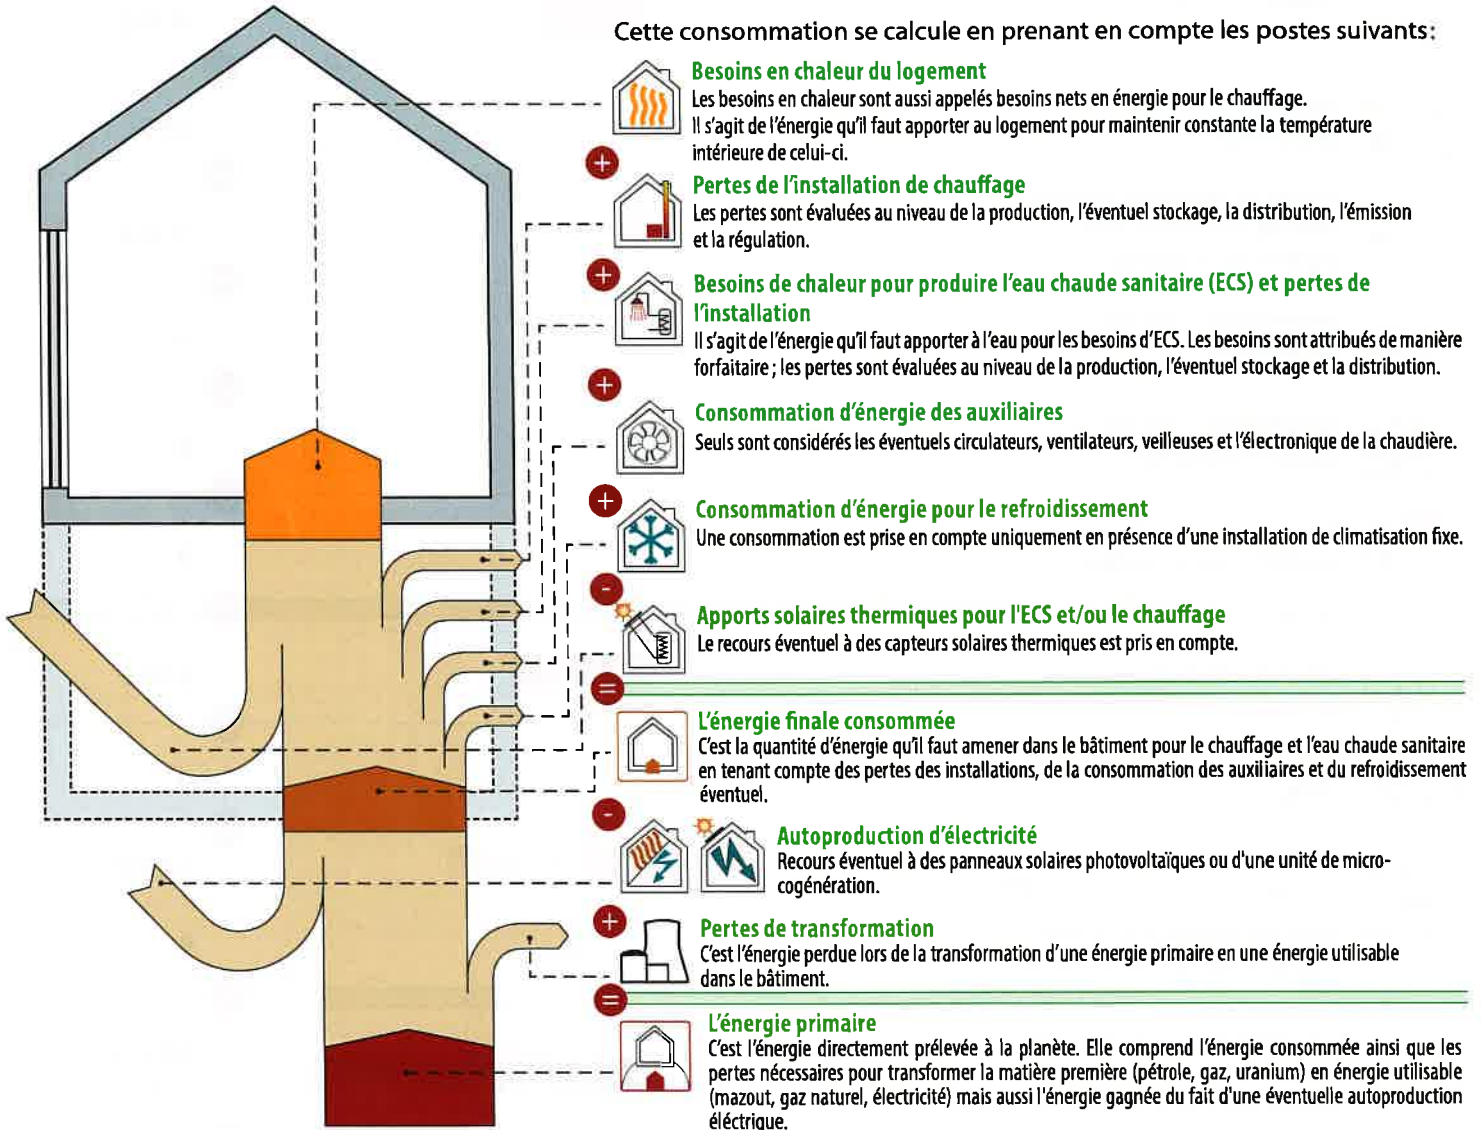 Cette consommation se calcule en prenant en compte les postes suivants:
Besoins en chaleur du logement
Les besoins en chaleur sont aussi appelés besoins nets en énergie pour le chauffage.
Il s'agit de l'énergie qu'il faut apporter au logement pour maintenir constante la température
intérieure de celui-ci.
+
Pertes de l'installation de chauffage
Les pertes sont évaluées au niveau de la production, l'éventuel stockage, la distribution, l'émission
et la régulation.
+
Besoins de chaleur pour produire l'eau chaude sanitaire (ECS) et pertes de
l'installation
Il s'agit de l'énergie qu'il faut apporter à l'eau pour les besoins d'ECS. Les besoins sont attribués de manière
forfaitaire ; les pertes sont évaluées au niveau de la production, l'éventuel stockage et la distribution.
+
Consommation d'énergie des auxiliaires
Seuls sont considérés les éventuels circulateurs, ventilateurs, veilleuses et l'électronique de la chaudière.
+
Consommation d'énergie pour le refroidissement
Une consommation est prise en compte uniquement en présence d'une installation de climatisation fixe.
-
Apports solaires thermiques pour l'ECS et/ou le chauffage
Le recours éventuel à des capteurs solaires thermiques est pris en compte.
=
L'énergie finale consommée
C'est la quantité d'énergie qu'il faut amener dans le bâtiment pour le chauffage et l'eau chaude sanitaire
en tenant compte des pertes des installations, de la consommation des auxiliaires et du refroidissement
éventuel.
-
Autoproduction d'électricité
Recours éventuel à des panneaux solaires photovoltaïques ou d'une unité de micro-
cogénération.
+
Pertes de transformation
C'est l'énergie perdue lors de la transformation d'une énergie primaire en une énergie utilisable
dans le bâtiment.
=
L'énergie primaire
C'est l'énergie directement prélevée à la planète. Elle comprend l'énergie consommée ainsi que les
pertes nécessaires pour transformer la matière première (pétrole, gaz, uranium) en énergie utilisable
(mazout, gaz naturel, électricité) mais aussi l'énergie gagnée du fait d'une éventuelle autoproduction
éléctrique.